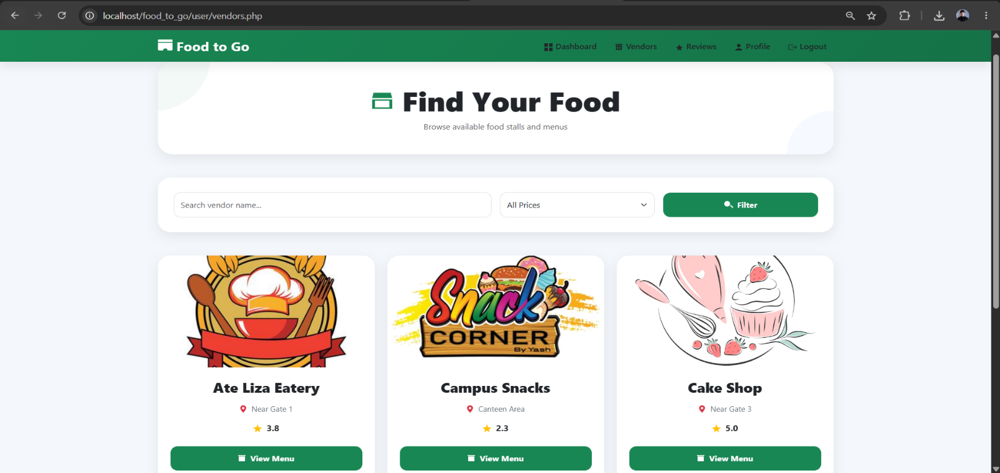 localhost/food_to_go/user/vendors.php
Food to Go
Dashboard Vendors Reviews Profile Logout
Find Your Food
Browse available food stalls and menus
Search vendor name... All Prices Filter
Snack
CORNER
By Yash
Ate Liza Eatery Campus Snacks Cake Shop
Near Gate 1 Canteen Area Near Gate 3
3.8 2.3 5.0
View Menu View Menu View Menu